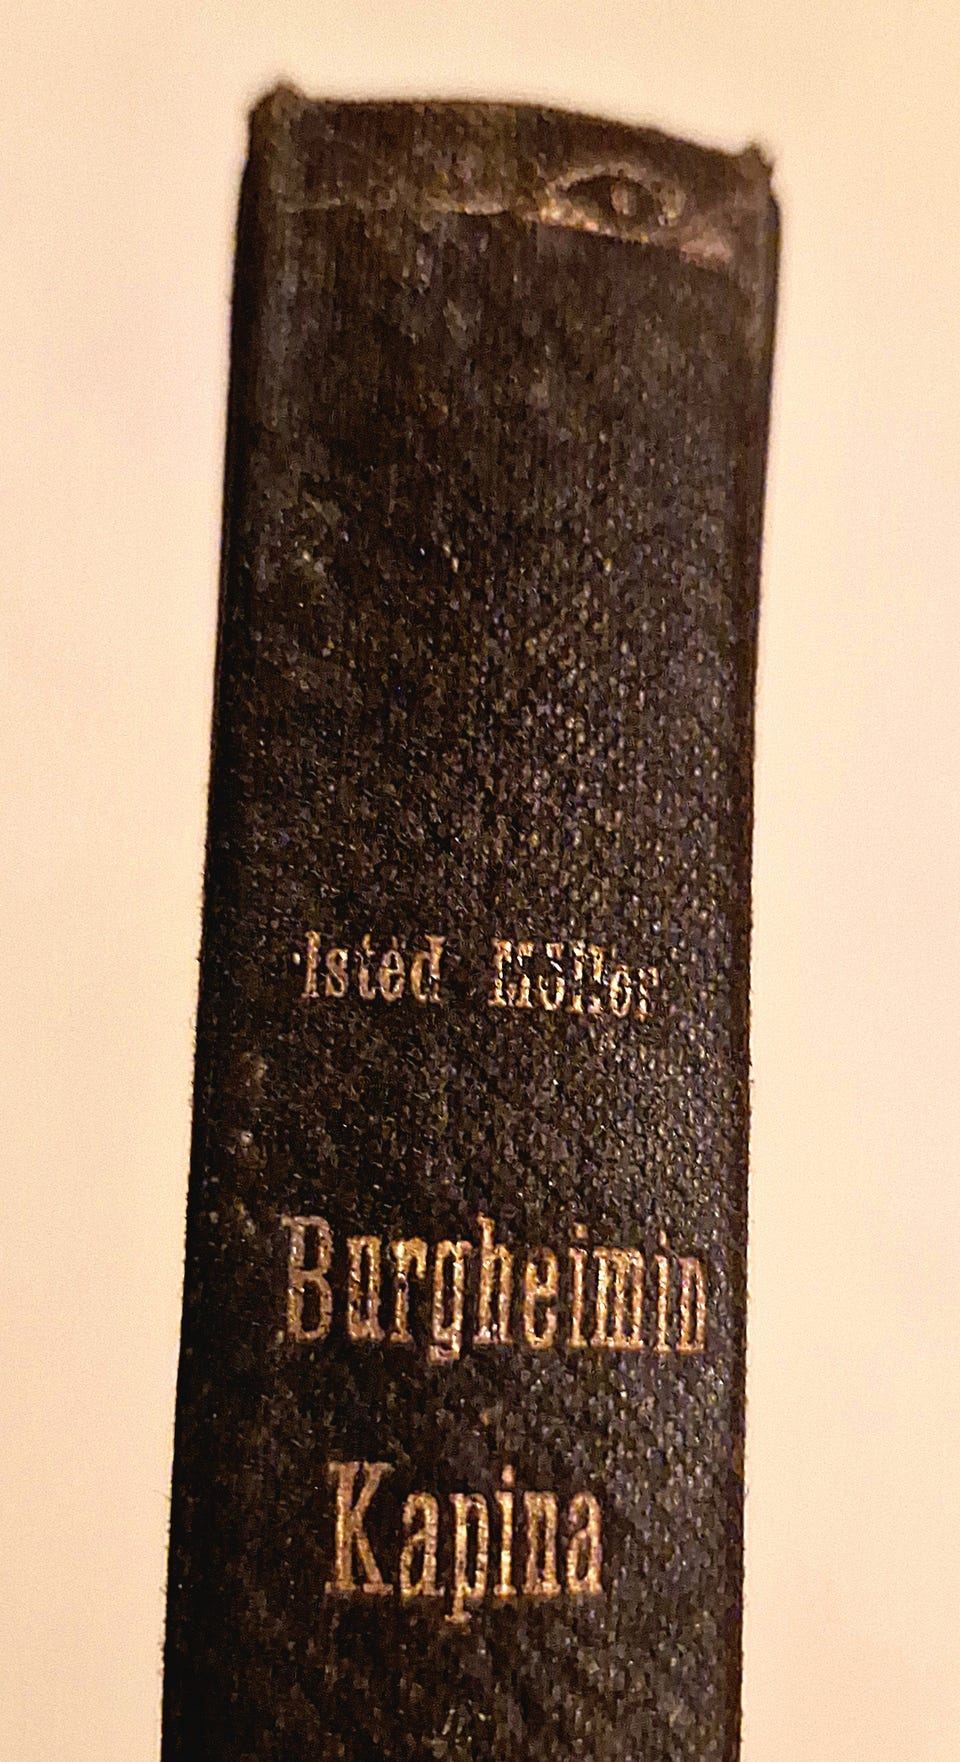 Isted Möller
Burgheimin
Kapina